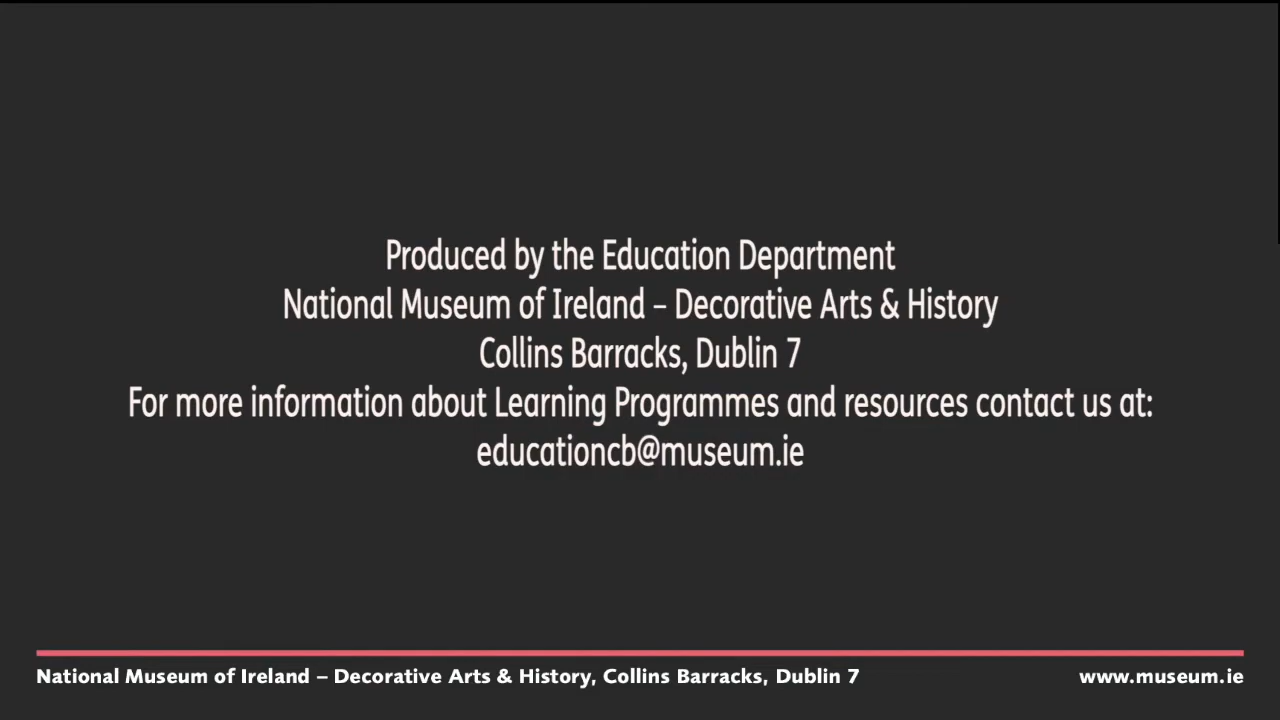 Produced by the Education Department
National Museum of Ireland – Decorative Arts & History
Collins Barracks, Dublin 7
For more information about Learning Programmes and resources contact us at:
educationcb@museum.ie
National Museum of Ireland – Decorative Arts & History, Collins Barracks, Dublin 7
www.museum.ie